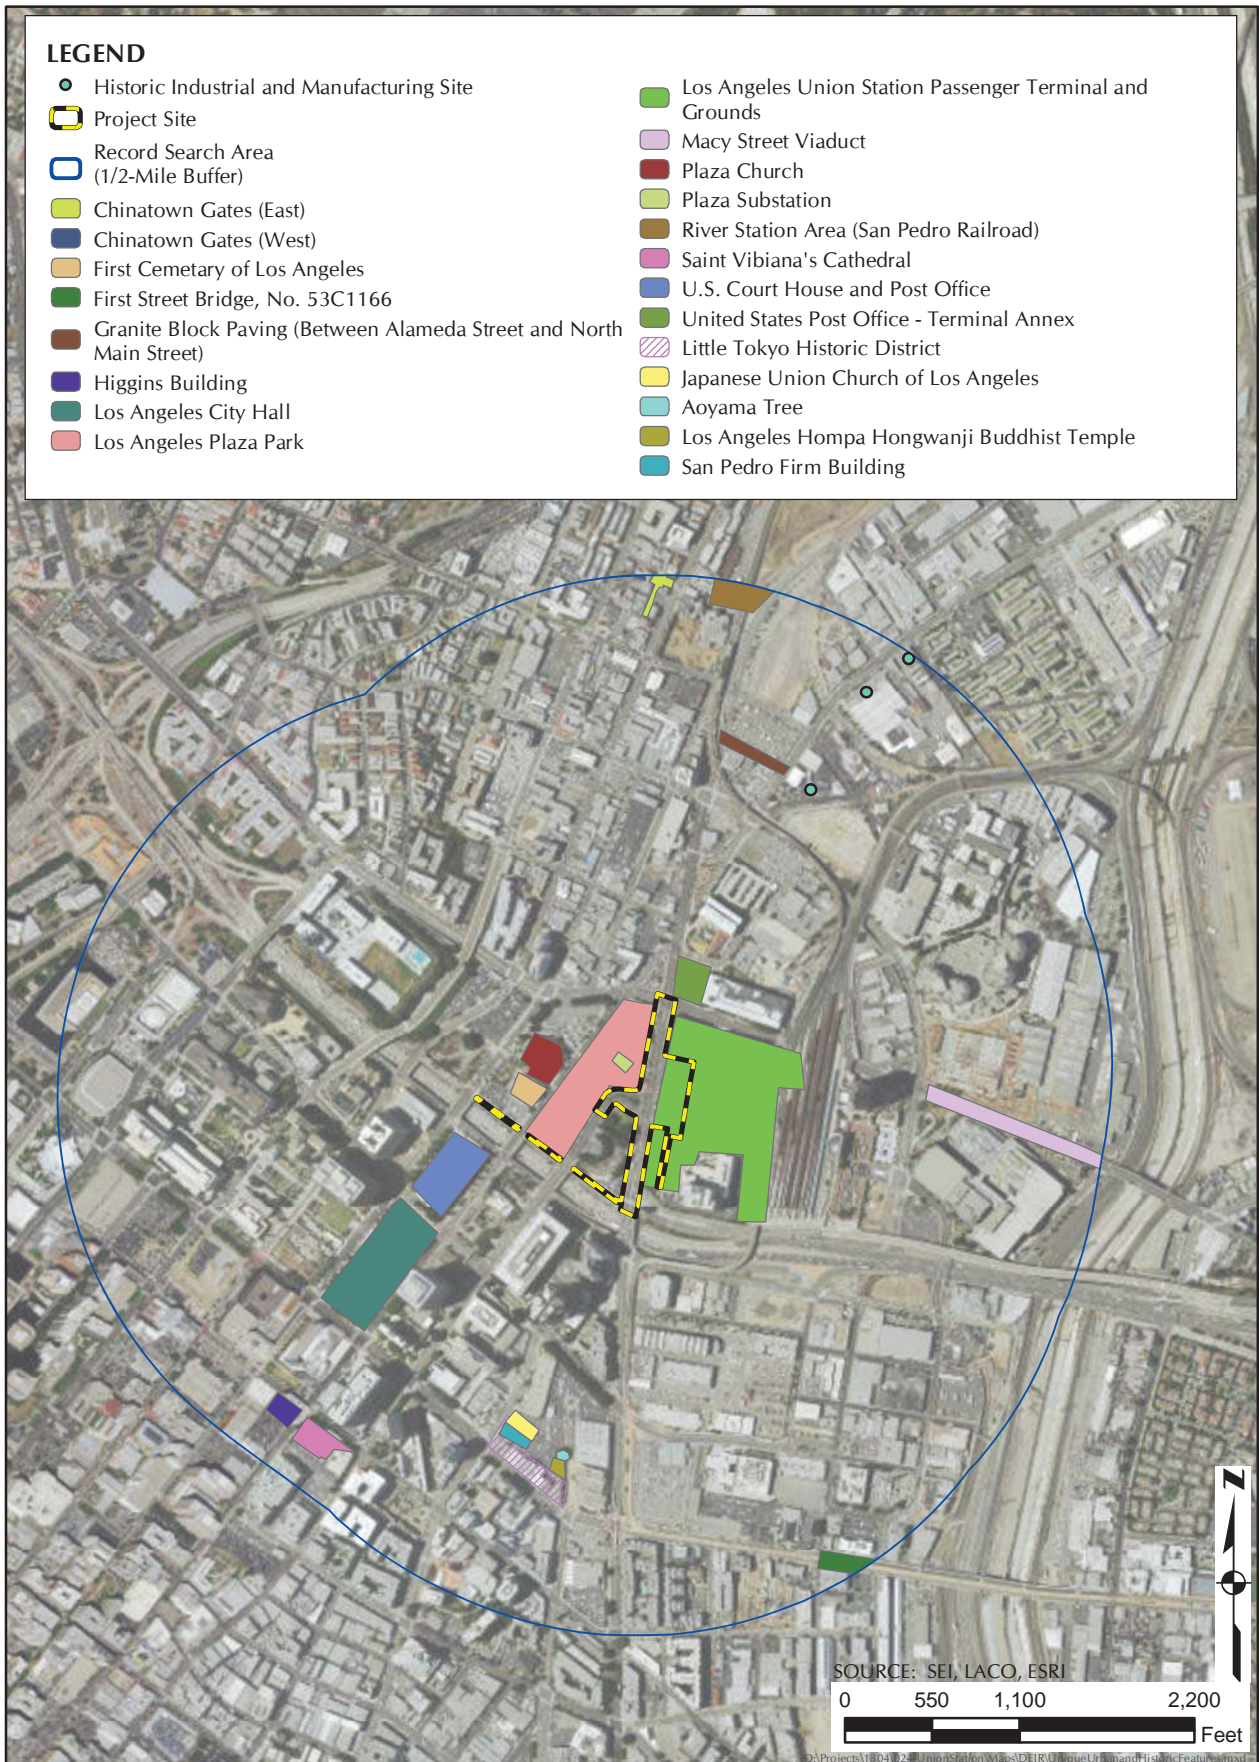 LEGEND
Historic Industrial and Manufacturing Site
Project Site
Record Search Area
(1/2-Mile Buffer)
Chinatown Gates (East)
Chinatown Gates (West)
First Cemetary of Los Angeles
First Street Bridge, No. 53C1166
Granite Block Paving (Between Alameda Street and North
Main Street)
Higgins Building
Los Angeles City Hall
Los Angeles Plaza Park
Los Angeles Union Station Passenger Terminal and
Grounds
Macy Street Viaduct
Plaza Church
Plaza Substation
River Station Area (San Pedro Railroad)
Saint Vibiana's Cathedral
U.S. Court House and Post Office
United States Post Office - Terminal Annex
Little Tokyo Historic District
Japanese Union Church of Los Angeles
Aoyama Tree
Los Angeles Hompa Hongwanji Buddhist Temple
San Pedro Firm Building
Z
SOURCE: SEI, LACO, ESRI
0 550 1,100 2,200
Feet